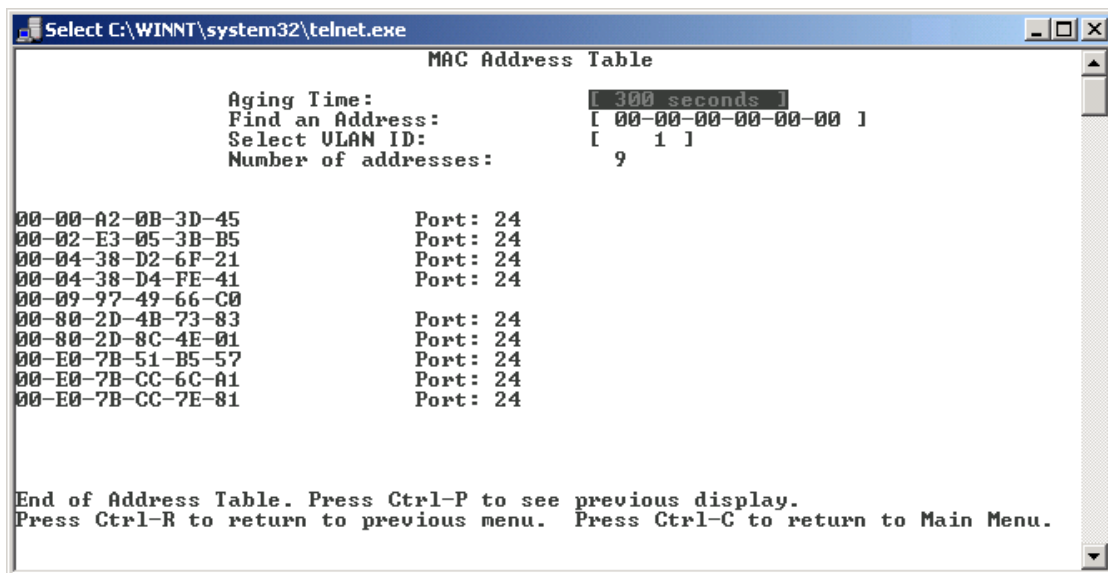 Select C:\WINNT\system32\telnet.exe
MAC Address Table
Aging Time: [ 300 seconds ]
Find an Address: [ 00-00-00-00-00-00 ]
Select VLAN ID: [ 1 ]
Number of addresses: 9
00-00-A2-0B-3D-45 Port: 24
00-02-E3-05-3B-B5 Port: 24
00-04-38-D2-6F-21 Port: 24
00-04-38-D4-FE-41 Port: 24
00-09-97-49-66-C0
00-80-2D-4B-73-83 Port: 24
00-80-2D-8C-4E-01 Port: 24
00-E0-7B-51-B5-57 Port: 24
00-E0-7B-CC-6C-A1 Port: 24
00-E0-7B-CC-7E-81 Port: 24
End of Address Table. Press Ctrl-P to see previous display.
Press Ctrl-R to return to previous menu. Press Ctrl-C to return to Main Menu.